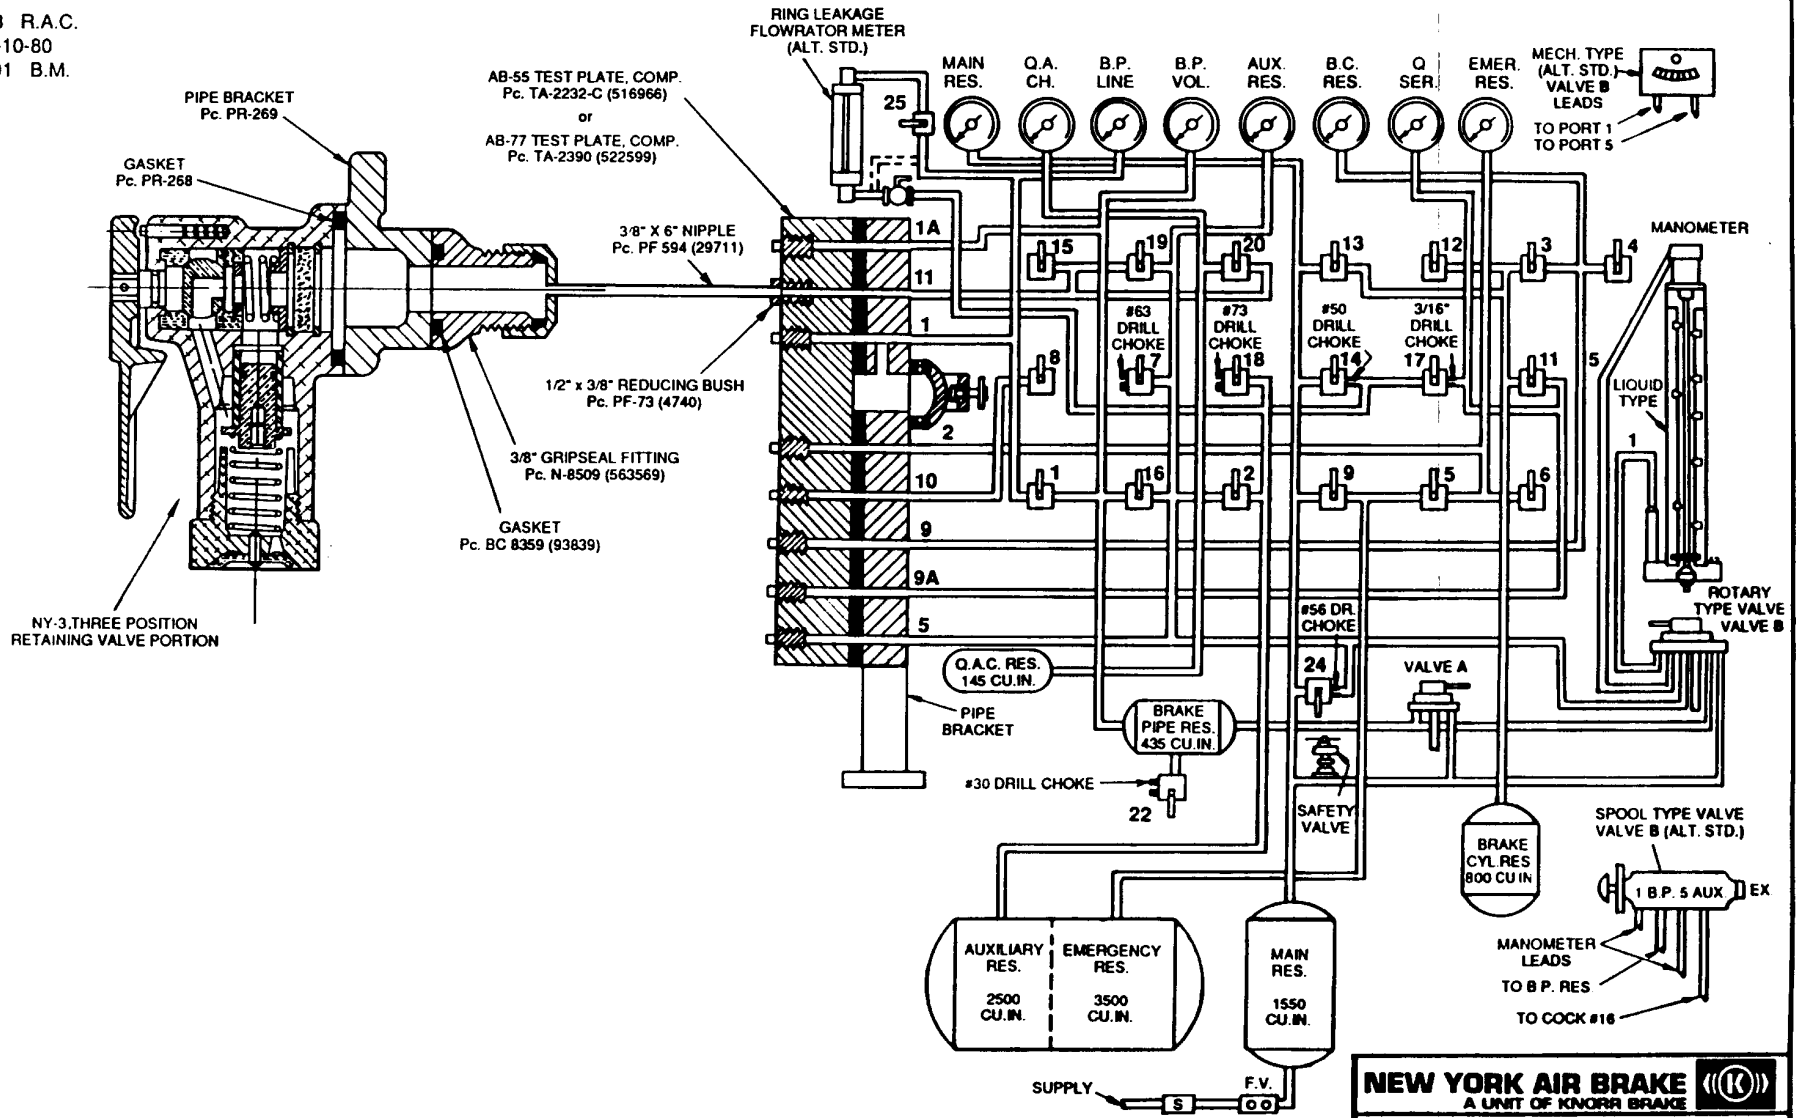 R.A.C.
-10-80
B.M.
PIPE BRACKET
Pc. PR-269
GASKET
Pc. PR-268
AB-55 TEST PLATE, COMP.
Pc. TA-2232-C (516966)
or
AB-77 TEST PLATE, COMP.
Pc. TA-2390 (522599)
3/8" X 6" NIPPLE
Pc. PF 594 (29711)
1/2" x 3/8" REDUCING BUSH
Pc. PF-73 (4740)
3/8" GRIPSEAL FITTING
Pc. N-8509 (563569)
GASKET
Pc. BC 8359 (93839)
NY-3,THREE POSITION
RETAINING VALVE PORTION
RING LEAKAGE
FLOWRATOR METER
(ALT. STD.)
25
MAIN
RES.
Q.A.
CH.
B.P.
LINE
B.P.
VOL.
AUX.
RES.
B.C.
RES.
Q
SER.
EMER.
RES.
MECH. TYPE
(ALT. STD.)
VALVE B
LEADS
TO PORT 1
TO PORT 5
1A
11
1
2
10
9
9A
5
15
19
20
13
12
3
4
#63
DRILL
CHOKE
#73
DRILL
CHOKE
#50
DRILL
CHOKE
3/16"
DRILL
CHOKE
8
7
18
14
17
11
5
1
16
2
9
5
6
MANOMETER
LIQUID
TYPE
1
ROTARY
TYPE VALVE
VALVE B
#56 DR.
CHOKE
24
VALVE A
Q.A.C. RES.
145 CU.IN.
PIPE
BRACKET
BRAKE
PIPE RES.
435 CU.IN.
#30 DRILL CHOKE
22
SAFETY
VALVE
BRAKE
CYL.RES
800 CU IN
SPOOL TYPE VALVE
VALVE B (ALT. STD.)
1 B.P. 5 AUX
EX
MANOMETER
LEADS
TO B P. RES
TO COCK #16
AUXILIARY
RES.
2500
CU.IN.
EMERGENCY
RES.
3500
CU.IN.
MAIN
RES.
1550
CU.IN.
SUPPLY
S
F.V.
NEW YORK AIR BRAKE
A UNIT OF KNORR BRAKE
K